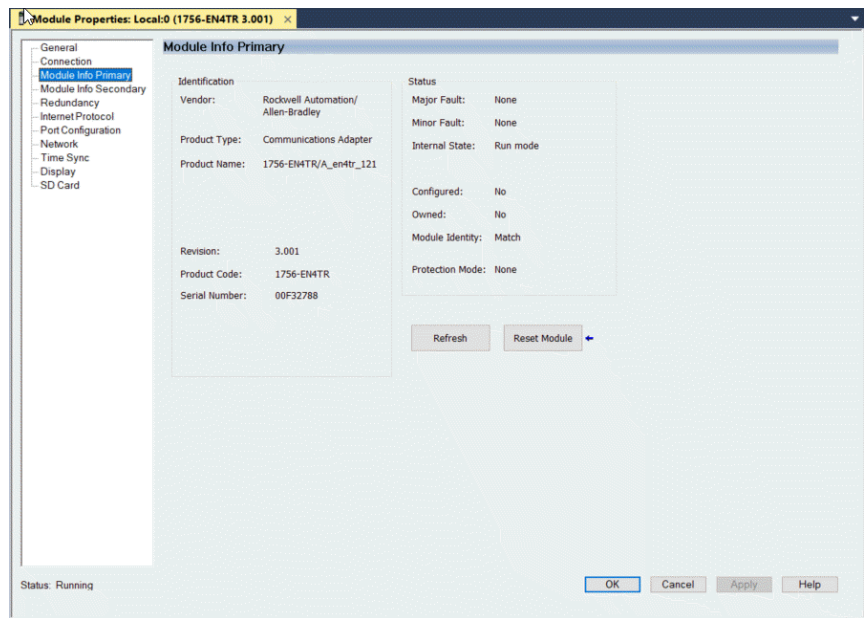 Module Properties: Local:0 (1756-EN4TR 3.001) ×
General
Connection
Module Info Primary
Module Info Secondary
Redundancy
Internet Protocol
Port Configuration
Network
Time Sync
Display
SD Card
Module Info Primary
Identification
Vendor: Rockwell Automation/
Allen-Bradley
Product Type: Communications Adapter
Product Name: 1756-EN4TR/A_en4tr_121
Revision: 3.001
Product Code: 1756-EN4TR
Serial Number: 00F32788
Status
Major Fault: None
Minor Fault: None
Internal State: Run mode
Configured: No
Owned: No
Module Identity: Match
Protection Mode: None
Refresh Reset Module
Status: Running
OK Cancel Apply Help